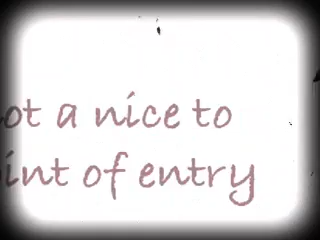 ot a nice to
int of entry